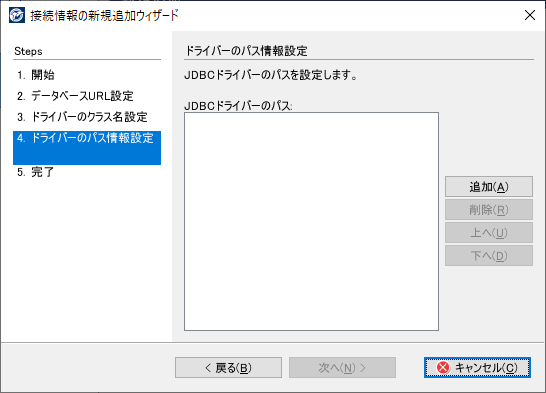 接続情報の新規追加ウィザード
Steps
1. 開始
2. データベースURL設定
3. ドライバーのクラス名設定
4. ドライバーのパス情報設定
5. 完了
ドライバーのパス情報設定
JDBCドライバーのパスを設定します。
JDBCドライバーのパス:
追加(A)
削除(R)
上へ(U)
下へ(D)
< 戻る(B)
次へ(N) >
キャンセル(C)